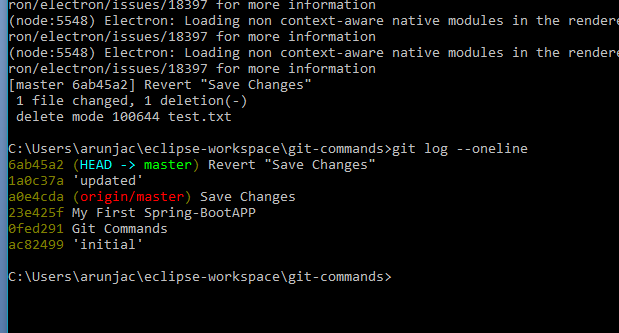 ron/electron/issues/18397 for more information
(node:5548) Electron: Loading non context-aware native modules in the rendere
ron/electron/issues/18397 for more information
(node:5548) Electron: Loading non context-aware native modules in the rendere
ron/electron/issues/18397 for more information
[master 6ab45a2] Revert "Save Changes"
1 file changed, 1 deletion(-)
delete mode 100644 test.txt
C:\Users\arunjac\eclipse-workspace\git-commands>git log --oneline
6ab45a2 (HEAD -> master) Revert "Save Changes"
1a0c37a 'updated'
a0e4cda (origin/master) Save Changes
23e425f My First Spring-BootAPP
0fed291 Git Commands
ac82499 'initial'
C:\Users\arunjac\eclipse-workspace\git-commands>